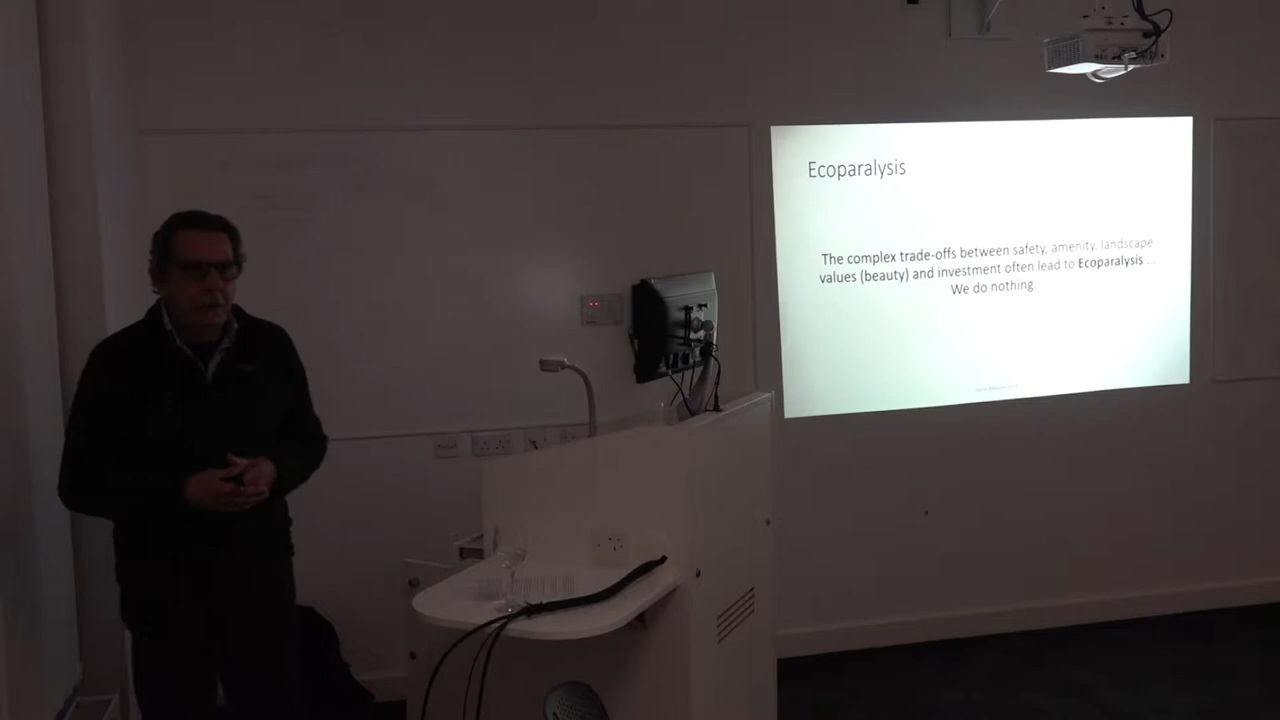 Ecoparalysis
The complex trade-offs between safety, amenity, landscape
values (beauty) and investment often lead to Ecoparalysis ...
We do nothing.